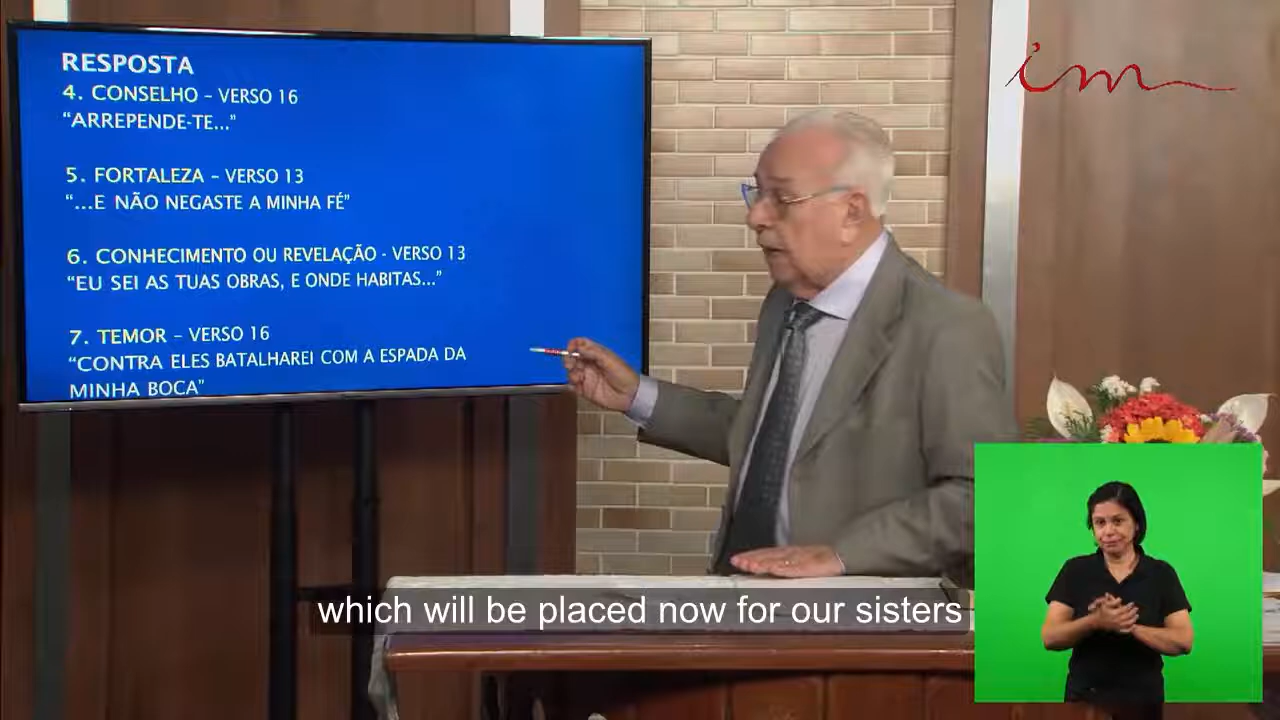 RESPOSTA
4. CONSELHO – VERSO 16
"ARREPENDE-TE..."
5. FORTALEZA – VERSO 13
"...E NÃO NEGASTE A MINHA FÉ"
6. CONHECIMENTO OU REVELAÇÃO - VERSO 13
"EU SEI AS TUAS OBRAS, E ONDE HABITAS..."
7. TEMOR – VERSO 16
"CONTRA ELES BATALHAREI COM A ESPADA DA
MINHA BOCA"
im
which will be placed now for our sisters